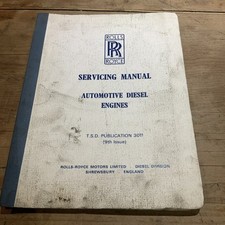 ROLLS
RR
ROYCE
SERVICING MANUAL
AUTOMOTIVE DIESEL
ENGINES
T.S.D. PUBLICATION 2011
(9th Issue)
ROLLS-ROYCE MOTORS LIMITED · DIESEL DIVISION,
SHREWSBURY · ENGLAND